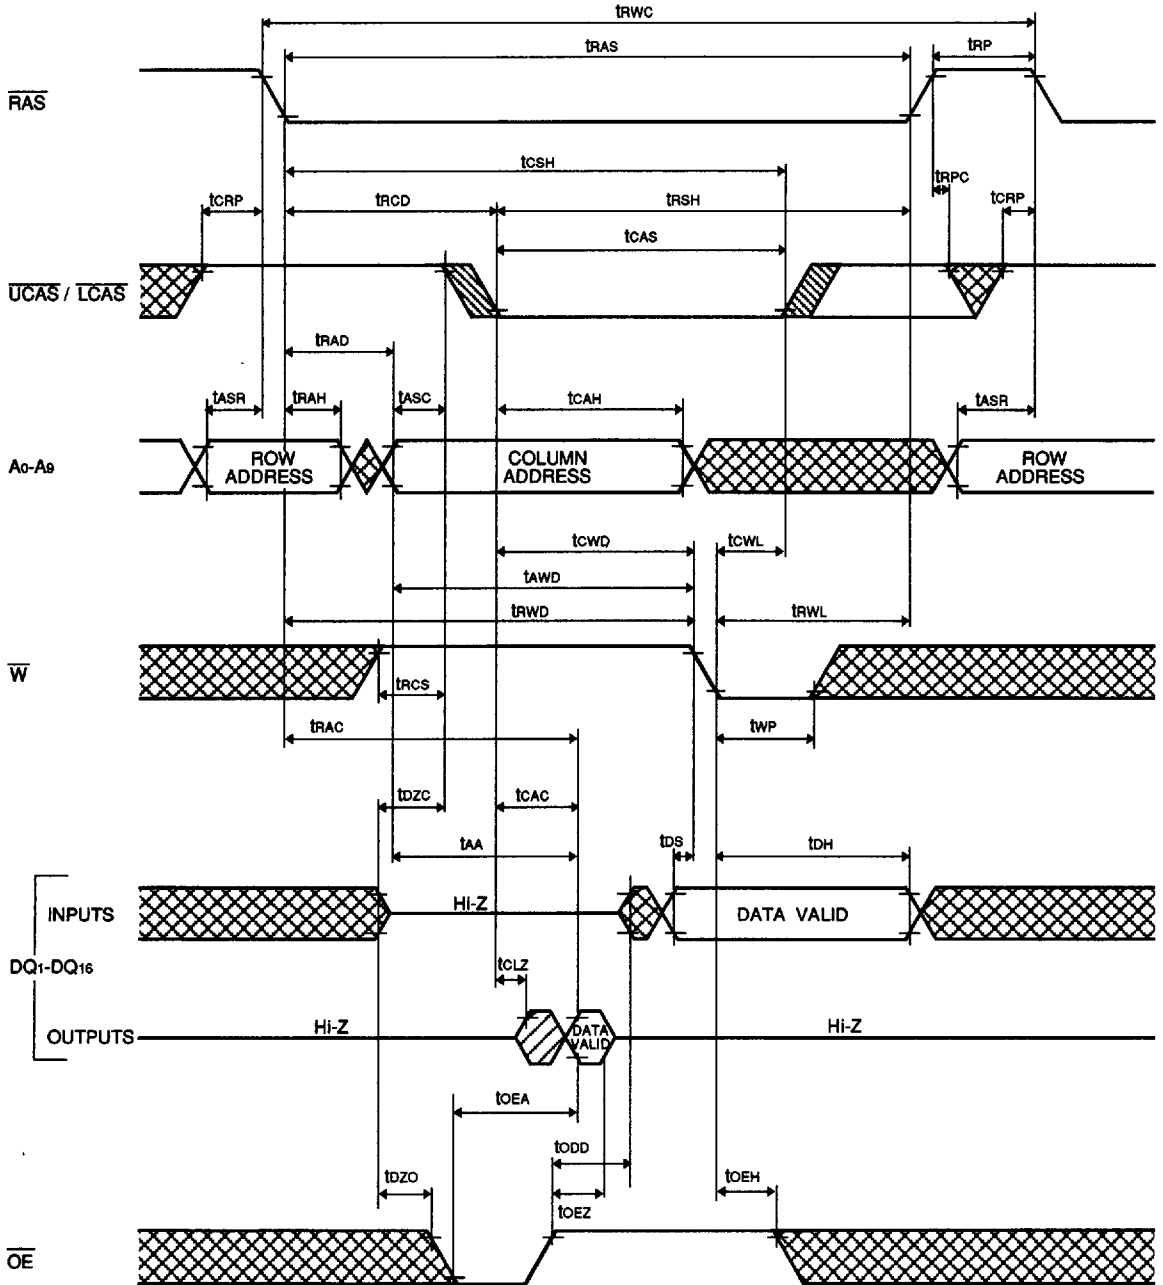 tRWC
tRAS
tRP
RAS
tCSH
tRPC
tCRP
tRCD
tRSH
tCRP
tCAS
UCAS / LCAS
tRAD
tASR
tRAH
tASC
tCAH
tASR
A0-A9
ROW
ADDRESS
COLUMN
ADDRESS
ROW
ADDRESS
tCWD
tCWL
tAWD
tRWD
tRWL
W
tRCS
tRAC
tWP
tDZC
tCAC
tAA
tDS
tDH
INPUTS
Hi-Z
DATA VALID
DQ1-DQ16
tCLZ
OUTPUTS
Hi-Z
DATA
VALID
Hi-Z
tOEA
tODD
tDZO
tOEZ
tOEH
OE